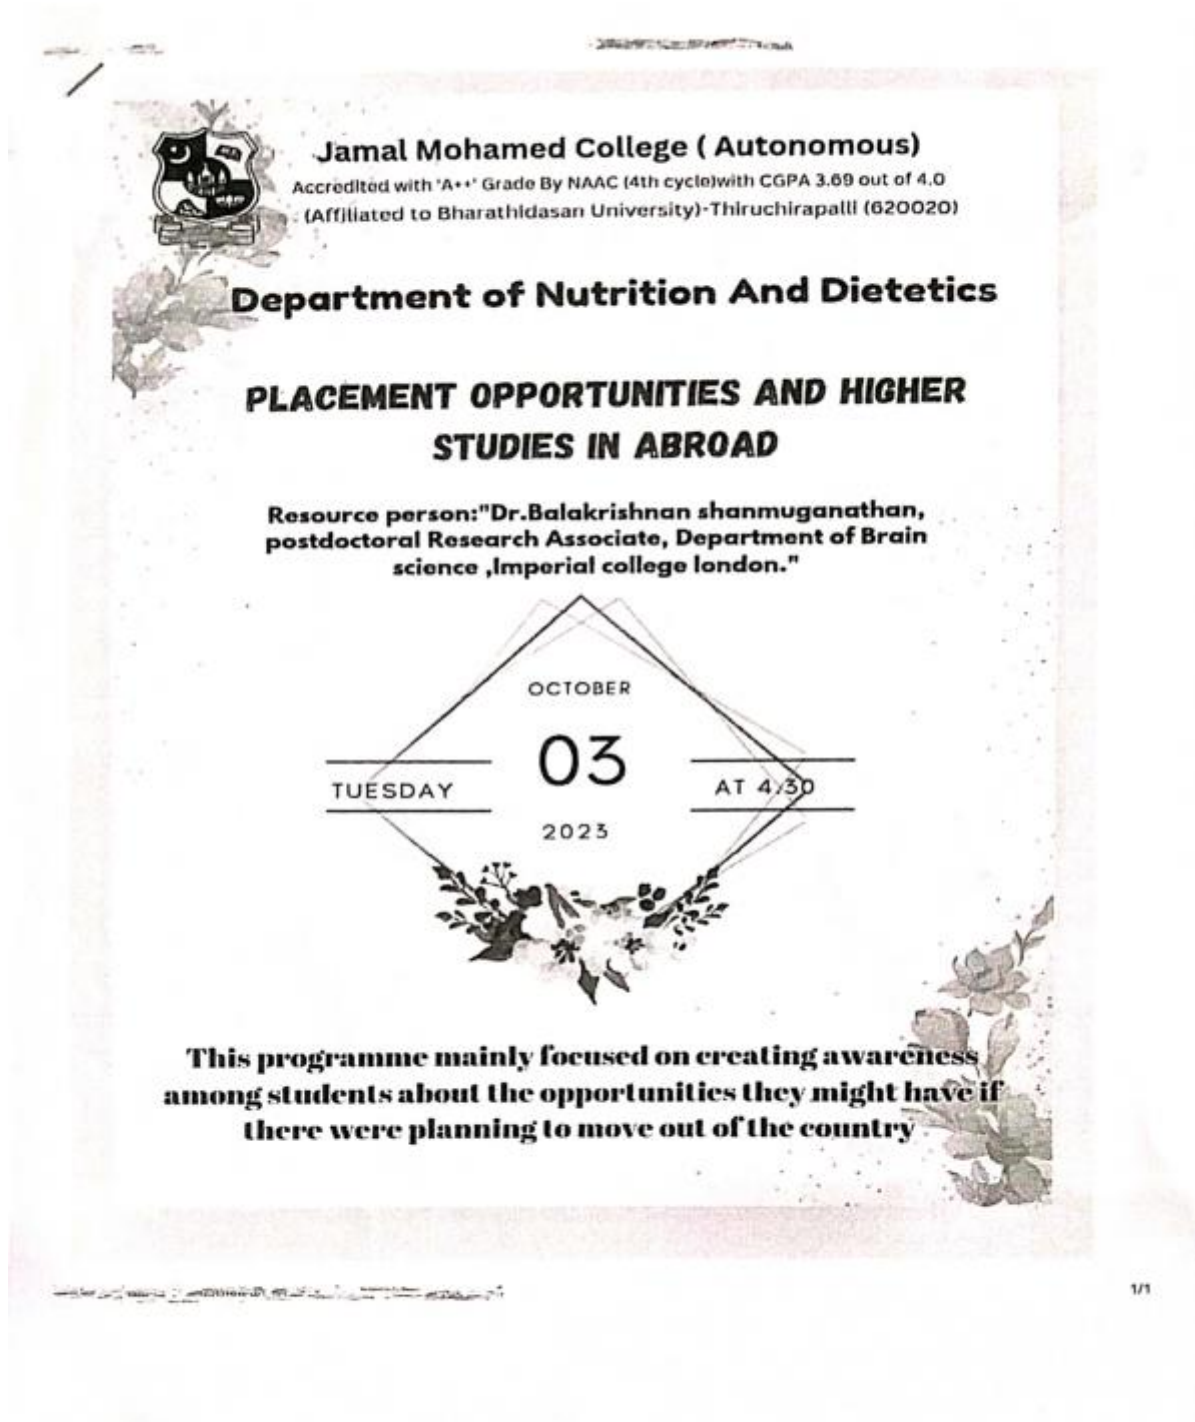 Jamal Mohamed College ( Autonomous)
Accredited with 'A++' Grade By NAAC (4th cycle)with CGPA 3.69 out of 4.0
(Affiliated to Bharathidasan University)-Thiruchirapalli (620020)
Department of Nutrition And Dietetics
PLACEMENT OPPORTUNITIES AND HIGHER
STUDIES IN ABROAD
Resource person:"Dr.Balakrishnan shanmuganathan,
postdoctoral Research Associate, Department of Brain
science ,Imperial college london."
OCTOBER
03
TUESDAY
AT 4:30
2023
This programme mainly focused on creating awareness
among students about the opportunities they might have if
there were planning to move out of the country
1/1